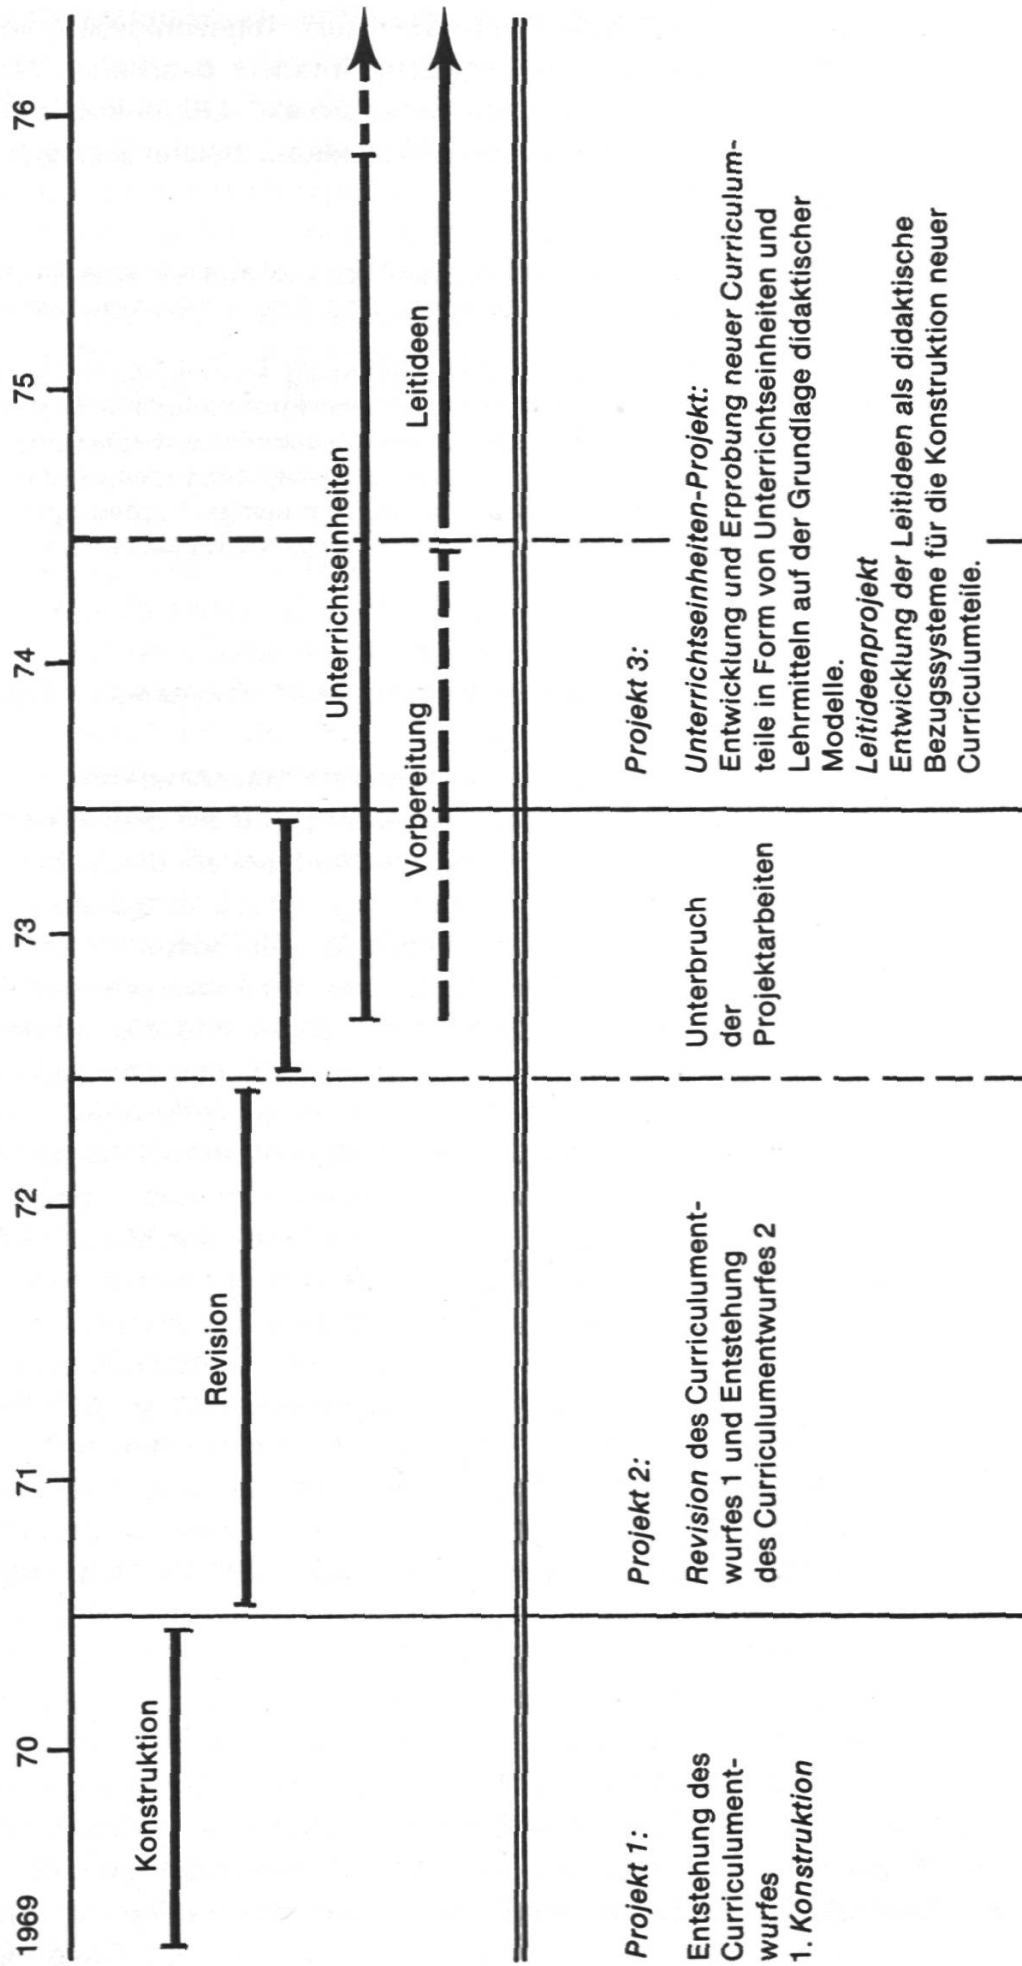 1969
70
71
72
73
74
75
76
Konstruktion
Revision
Unterrichtseinheiten
Vorbereitung
Leitideen
Projekt 1:
Entstehung des
Curriculument-
wurfes
1. Konstruktion
Projekt 2:
Revision des Curriculument-
wurfes 1 und Entstehung
des Curriculumentwurfes 2
Unterbruch
der
Projektarbeiten
Projekt 3:
Unterrichtseinheiten-Projekt:
Entwicklung und Erprobung neuer Curriculum-
teile in Form von Unterrichtseinheiten und
Lehrmitteln auf der Grundlage didaktischer
Modelle.
Leitideenprojekt
Entwicklung der Leitideen als didaktische
Bezugssysteme für die Konstruktion neuer
Curriculumteile.